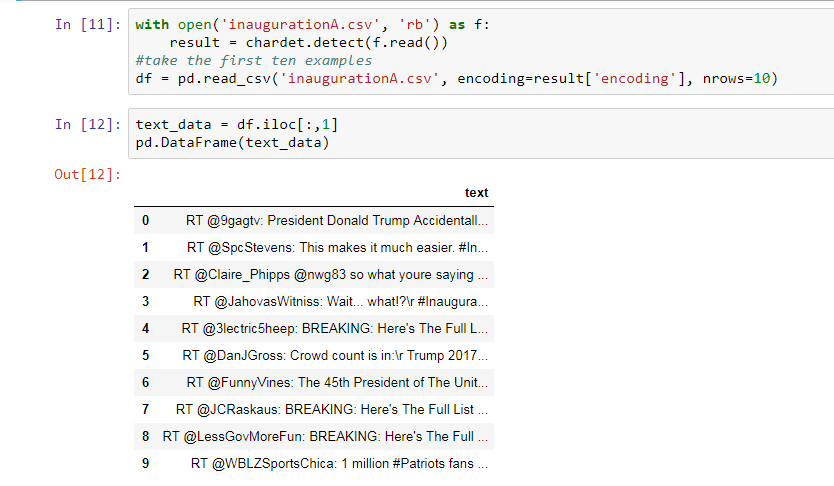 In [11]: with open('inaugurationA.csv', 'rb') as f:
result = chardet.detect(f.read())
#take the first ten examples
df = pd.read_csv('inaugurationA.csv', encoding=result['encoding'], nrows=10)
In [12]: text_data = df.iloc[:,1]
pd.DataFrame(text_data)
Out[12]:
text
0 RT @9gagtv: President Donald Trump Accidentall...
1 RT @SpcStevens: This makes it much easier. #In...
2 RT @Claire_Phipps @nwg83 so what youre saying ...
3 RT @JahovasWitniss: Wait... what!?\r #Inaugura...
4 RT @3lectric5heep: BREAKING: Here's The Full L...
5 RT @DanJGross: Crowd count is in:\r Trump 2017...
6 RT @FunnyVines: The 45th President of The Unit...
7 RT @JCRaskaus: BREAKING: Here's The Full List ...
8 RT @LessGovMoreFun: BREAKING: Here's The Full ...
9 RT @WBLZSportsChica: 1 million #Patriots fans ...